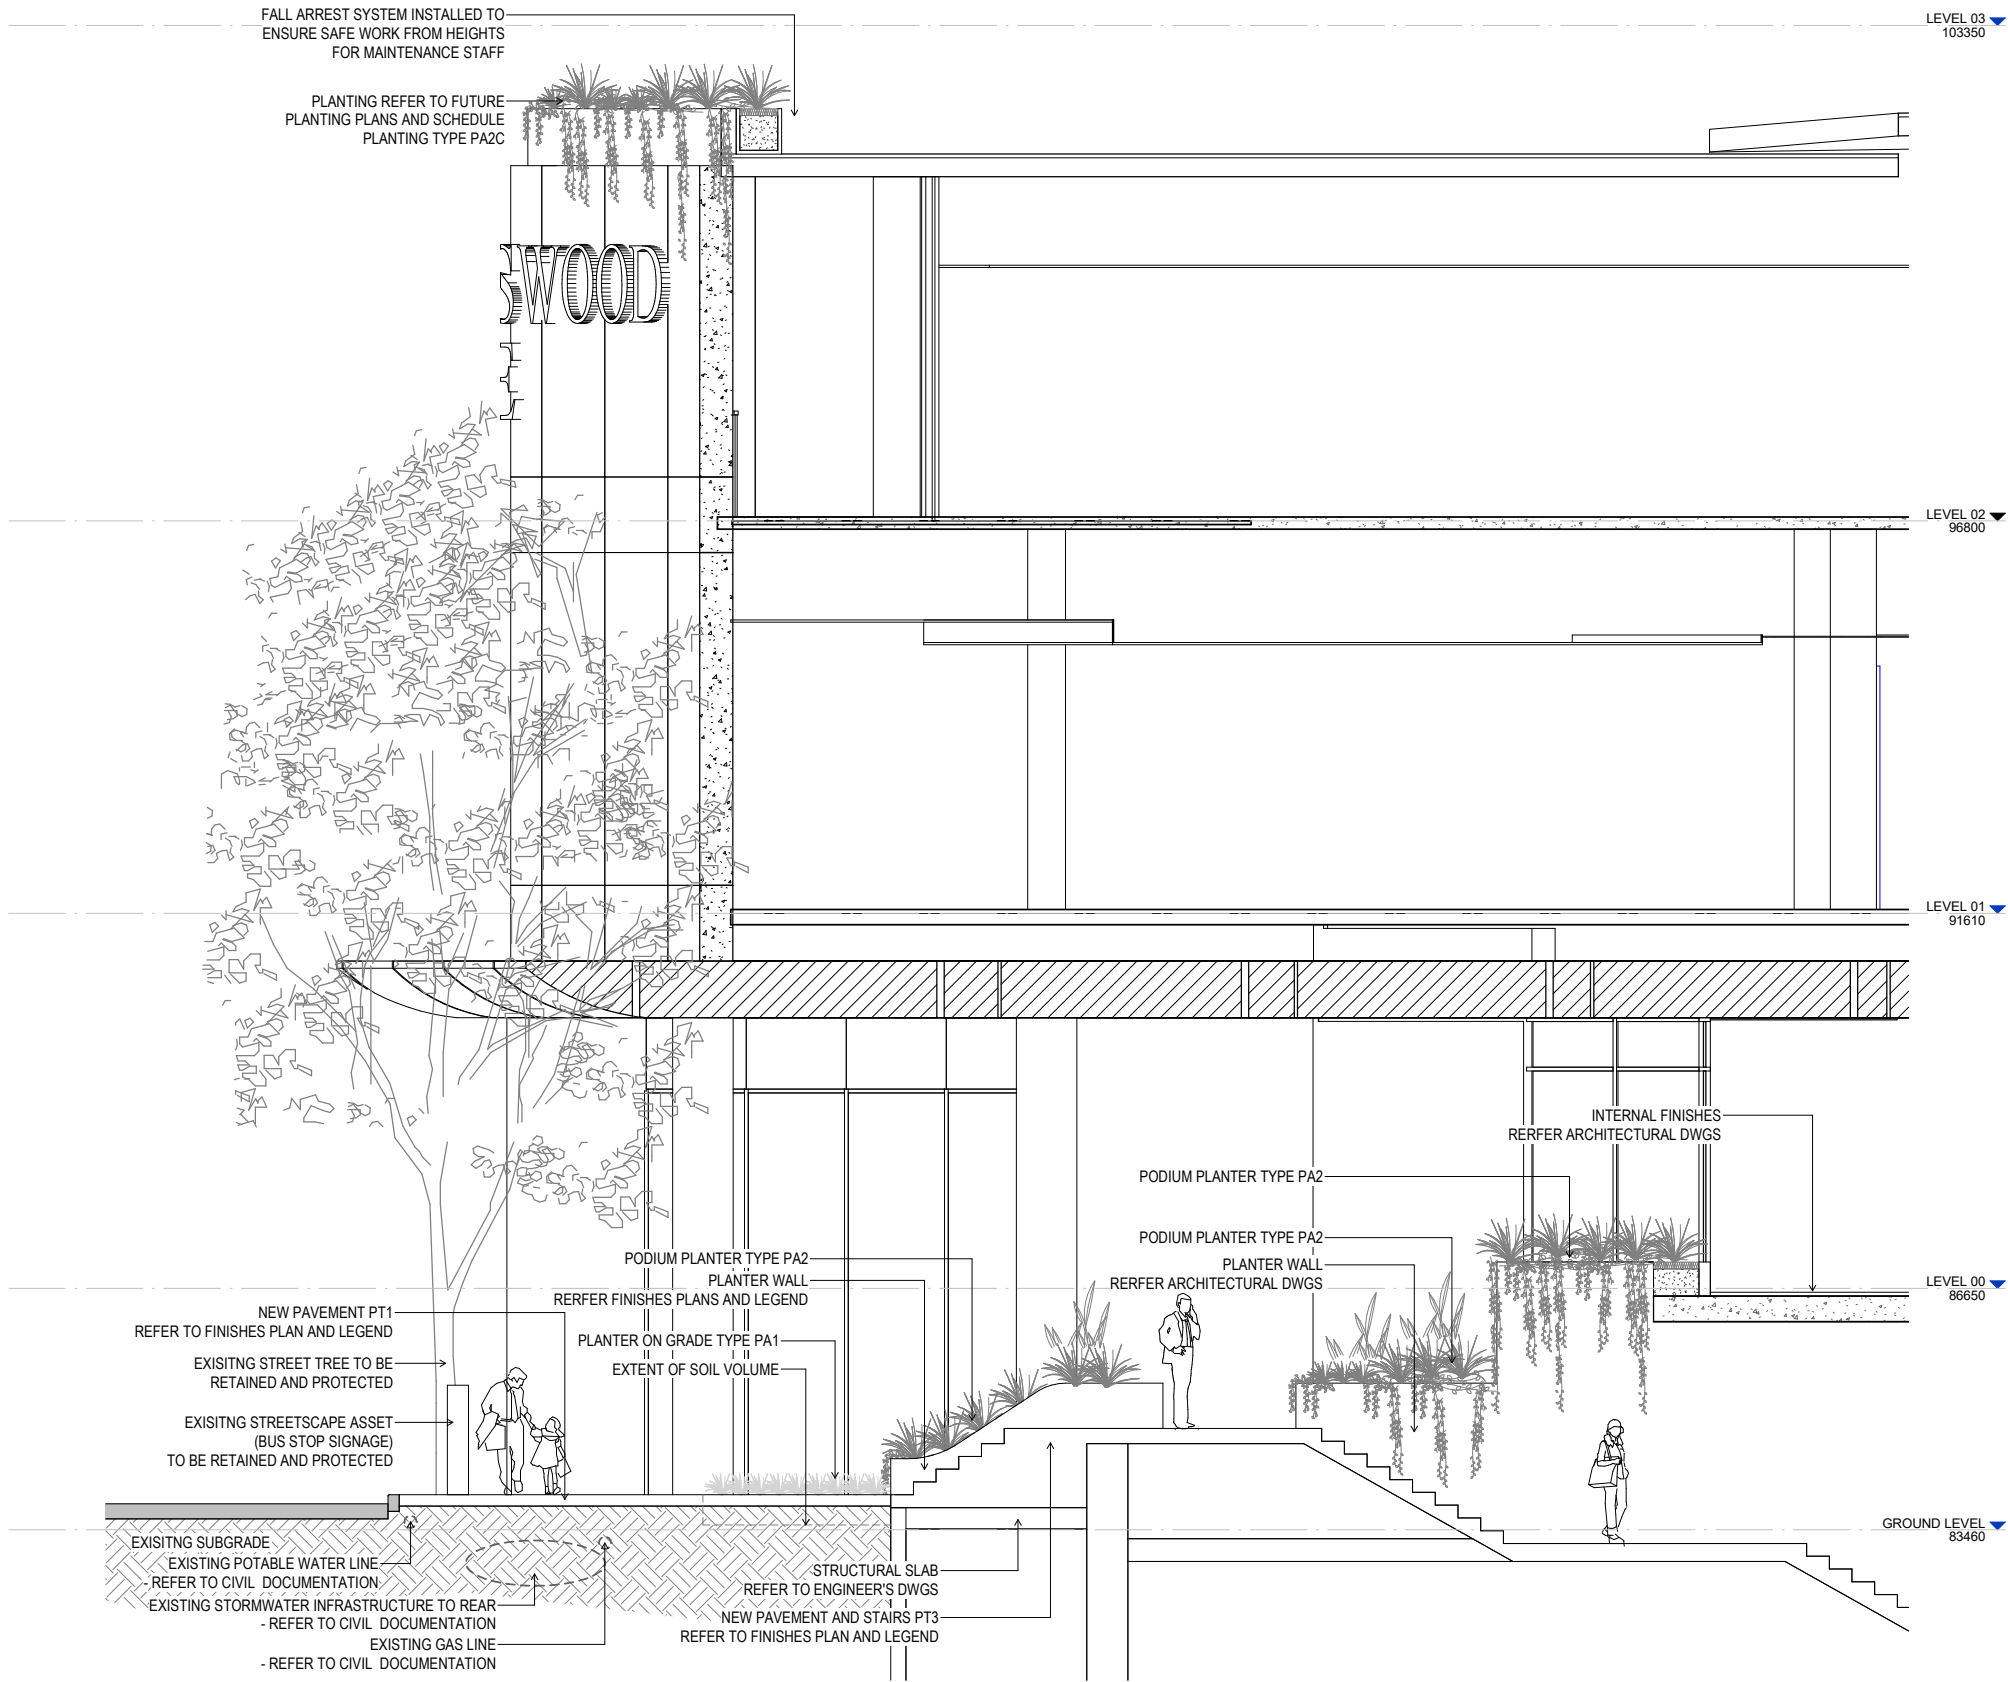 FALL ARREST SYSTEM INSTALLED TO
ENSURE SAFE WORK FROM HEIGHTS
FOR MAINTENANCE STAFF
LEVEL 03
103350
PLANTING REFER TO FUTURE
PLANTING PLANS AND SCHEDULE
PLANTING TYPE PA2C
SWOOD
LEVEL 02
96800
LEVEL 01
91610
INTERNAL FINISHES
RERFER ARCHITECTURAL DWGS
PODIUM PLANTER TYPE PA2
PODIUM PLANTER TYPE PA2
PLANTER WALL
RERFER ARCHITECTURAL DWGS
PODIUM PLANTER TYPE PA2
PLANTER WALL
RERFER FINISHES PLANS AND LEGEND
LEVEL 00
86650
NEW PAVEMENT PT1
REFER TO FINISHES PLAN AND LEGEND
PLANTER ON GRADE TYPE PA1
EXTENT OF SOIL VOLUME
EXISITNG STREET TREE TO BE
RETAINED AND PROTECTED
EXISITNG STREETSCAPE ASSET
(BUS STOP SIGNAGE)
TO BE RETAINED AND PROTECTED
GROUND LEVEL
83460
EXISITNG SUBGRADE
EXISTING POTABLE WATER LINE
- REFER TO CIVIL DOCUMENTATION
EXISTING STORMWATER INFRASTRUCTURE TO REAR
- REFER TO CIVIL DOCUMENTATION
EXISTING GAS LINE
- REFER TO CIVIL DOCUMENTATION
STRUCTURAL SLAB
REFER TO ENGINEER'S DWGS
NEW PAVEMENT AND STAIRS PT3
REFER TO FINISHES PLAN AND LEGEND